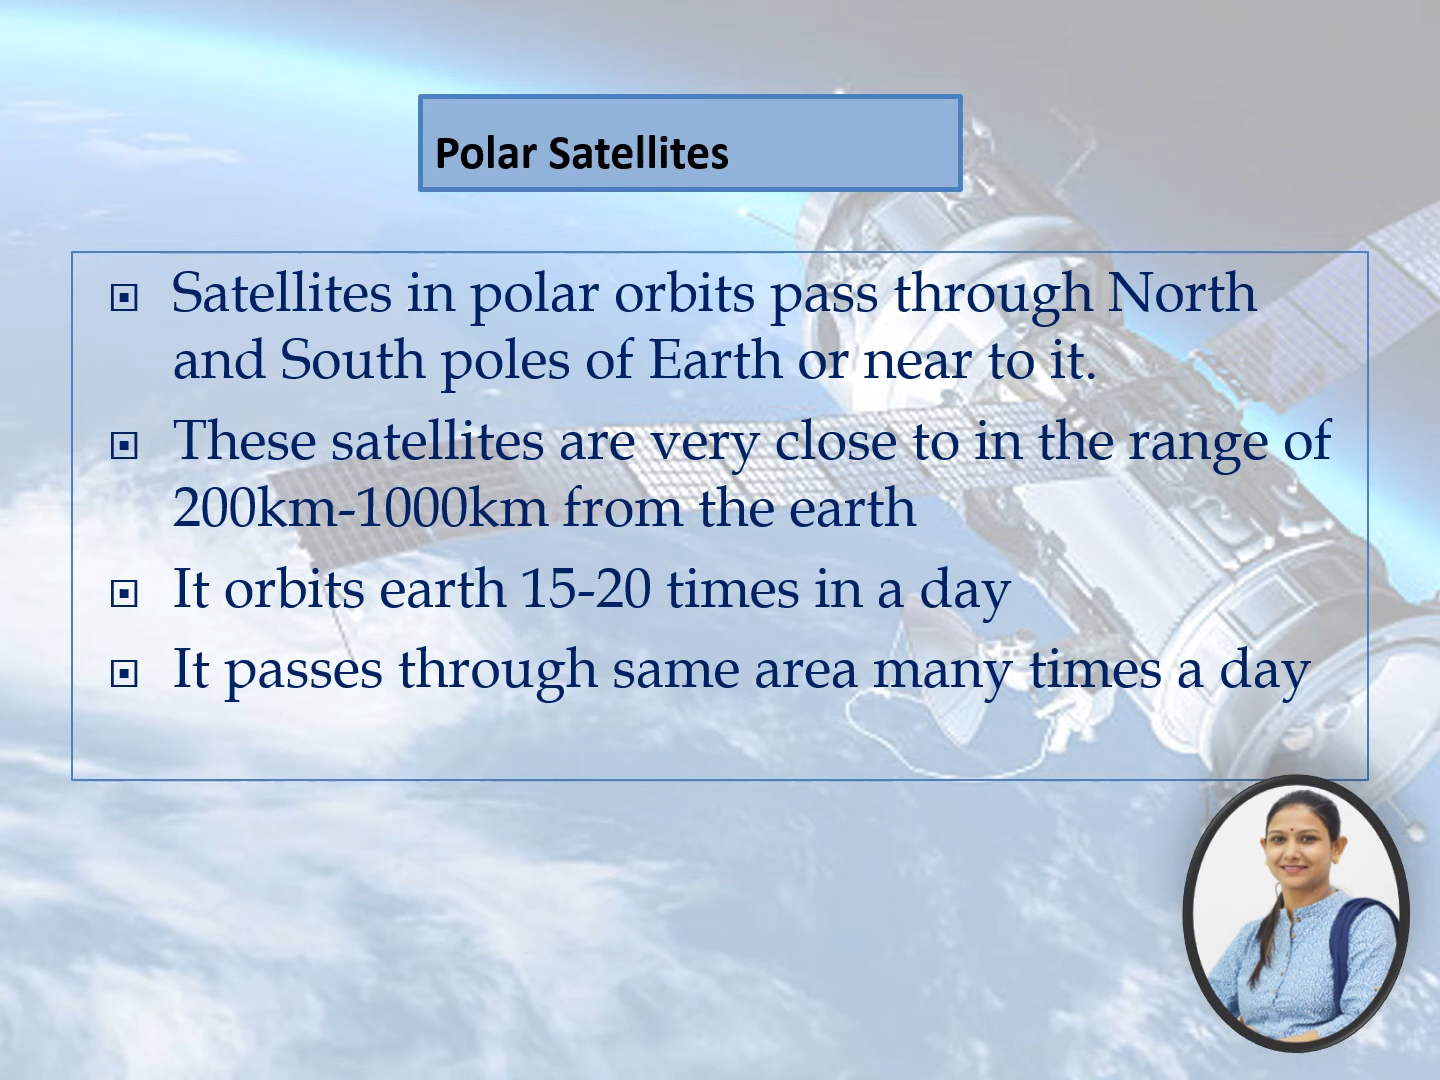 Polar Satellites
Satellites in polar orbits pass through North
and South poles of Earth or near to it.
These satellites are very close to in the range of
200km-1000km from the earth
It orbits earth 15-20 times in a day
It passes through same area many times a day